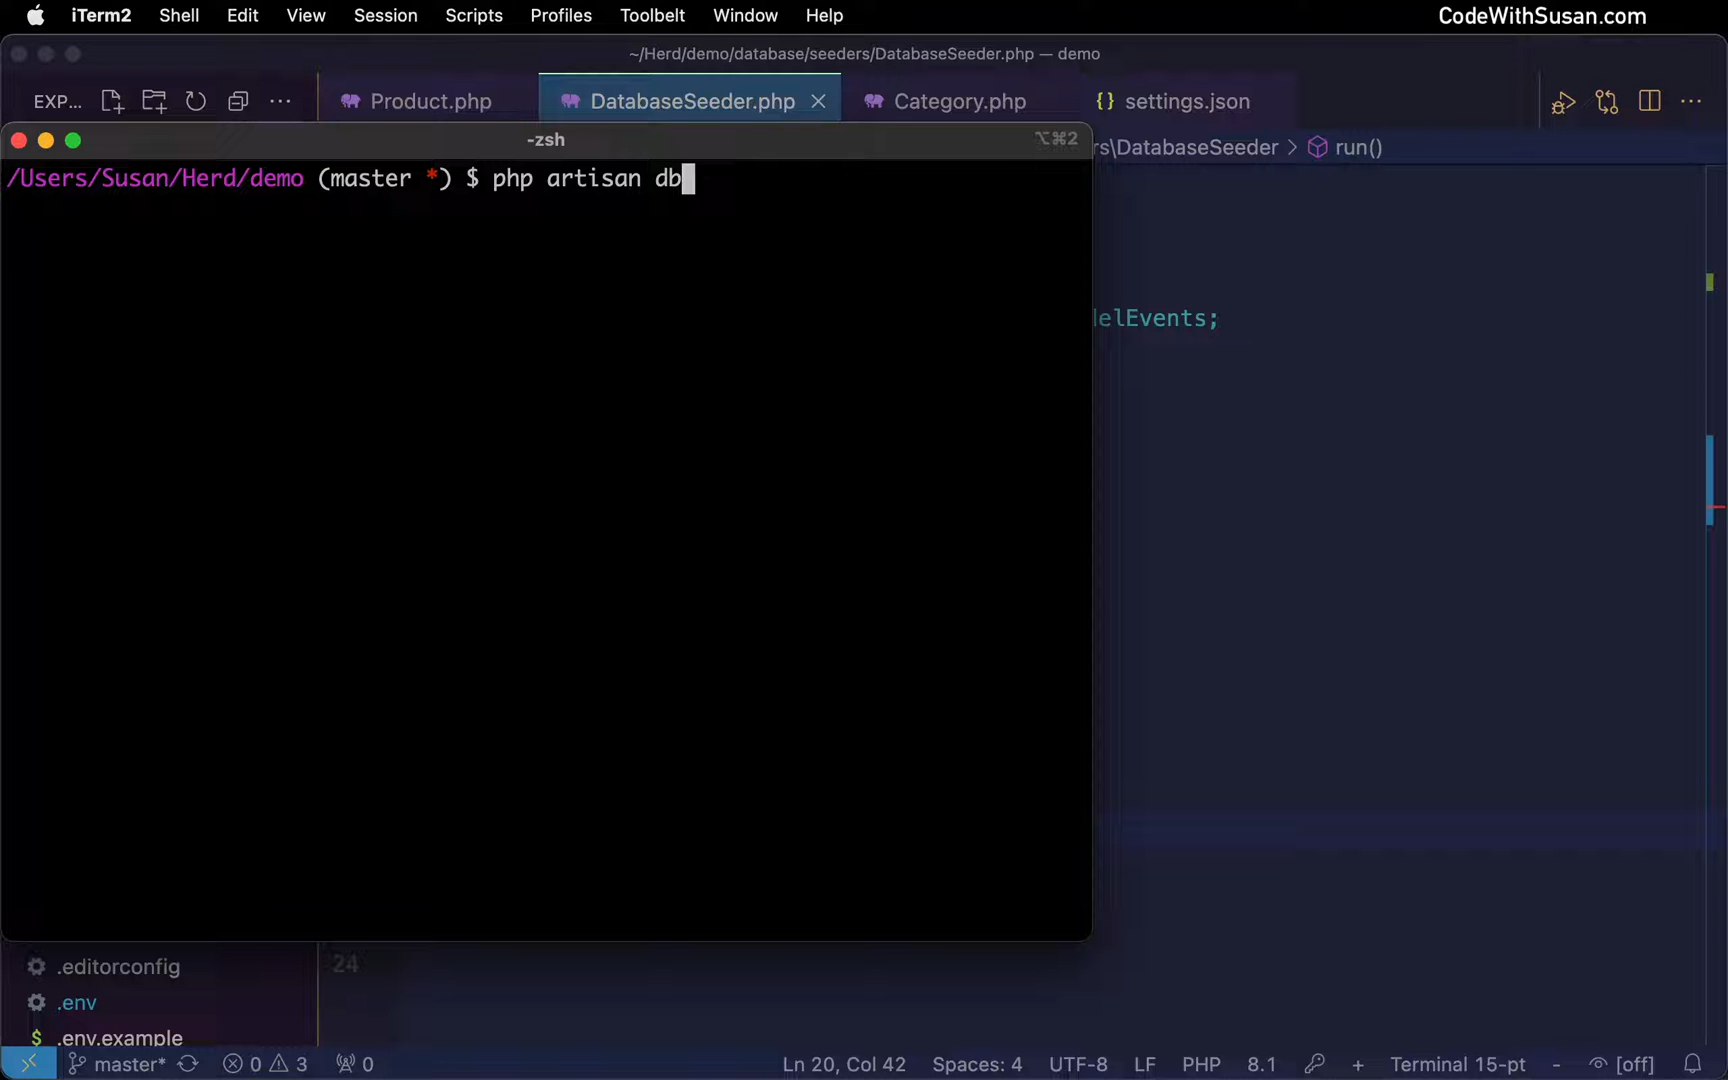 iTerm2 Shell Edit View Session Scripts Profiles Toolbelt Window Help CodeWithSusan.com
~/Herd/demo/database/seeders/DatabaseSeeder.php — demo
EXP... Product.php DatabaseSeeder.php Category.php {} settings.json
-zsh ⌥⌘2 rs\DatabaseSeeder > run()
/Users/Susan/Herd/demo (master *) $ php artisan db
delEvents;
.editorconfig 24
.env
$ .env.example
master* 0 3 0 Ln 20, Col 42 Spaces: 4 UTF-8 LF PHP 8.1 + Terminal 15-pt - [off]